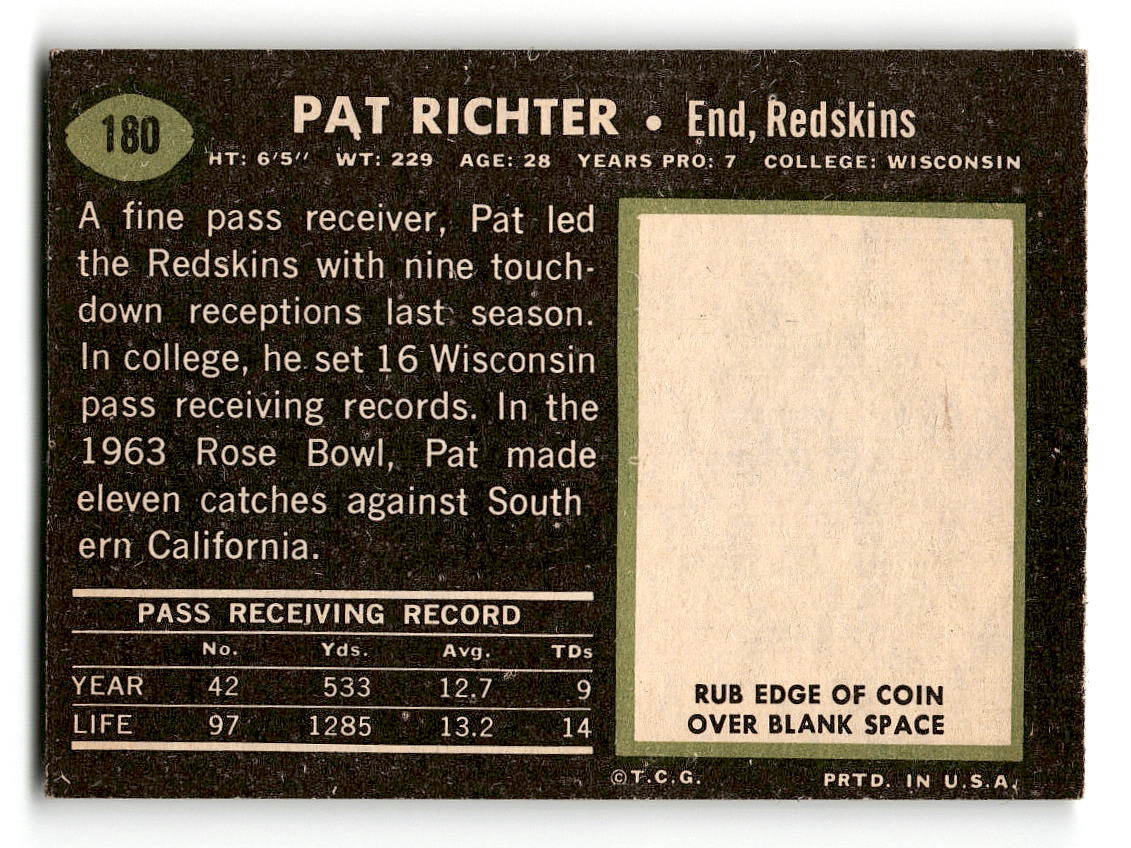 180
PAT RICHTER • End, Redskins
HT: 6'5" WT: 229 AGE: 28 YEARS PRO: 7 COLLEGE: WISCONSIN
A fine pass receiver, Pat led
the Redskins with nine touch-
down receptions last season.
In college, he set 16 Wisconsin
pass receiving records. In the
1963 Rose Bowl, Pat made
eleven catches against South
ern California.
PASS RECEIVING RECORD
No. Yds. Avg. TDs
YEAR 42 533 12.7 9
LIFE 97 1285 13.2 14
RUB EDGE OF COIN
OVER BLANK SPACE
©T.C.G. PRTD. IN U.S.A.